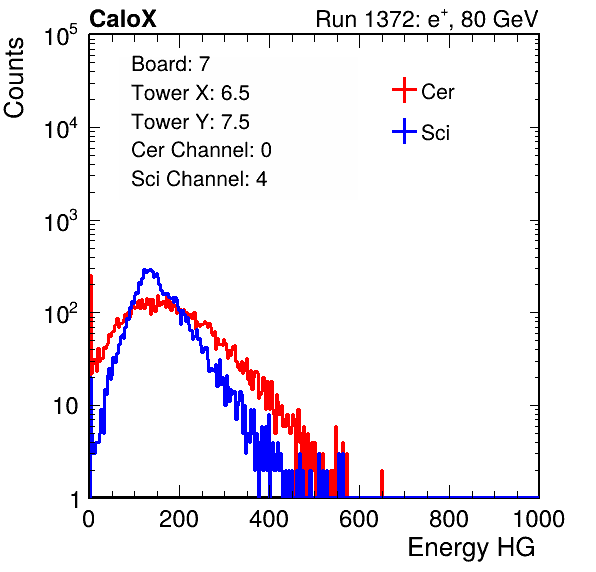 CaloX Run 1372: e⁺, 80 GeV
Counts
Board: 7
Tower X: 6.5
Tower Y: 7.5
Cer Channel: 0
Sci Channel: 4
Cer
Sci
10⁵
10⁴
10³
10²
10
1
0 200 400 600 800 1000
Energy HG